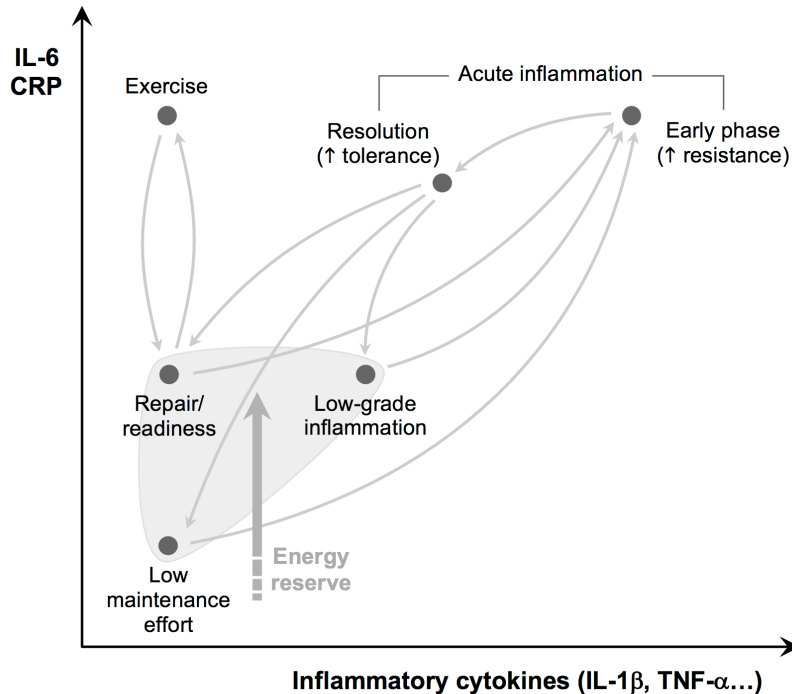 IL-6
CRP
Exercise
Acute inflammation
Resolution
(↑ tolerance)
Early phase
(↑ resistance)
Repair/
readiness
Low-grade
inflammation
Energy
reserve
Low
maintenance
effort
Inflammatory cytokines (IL-1β, TNF-α…)